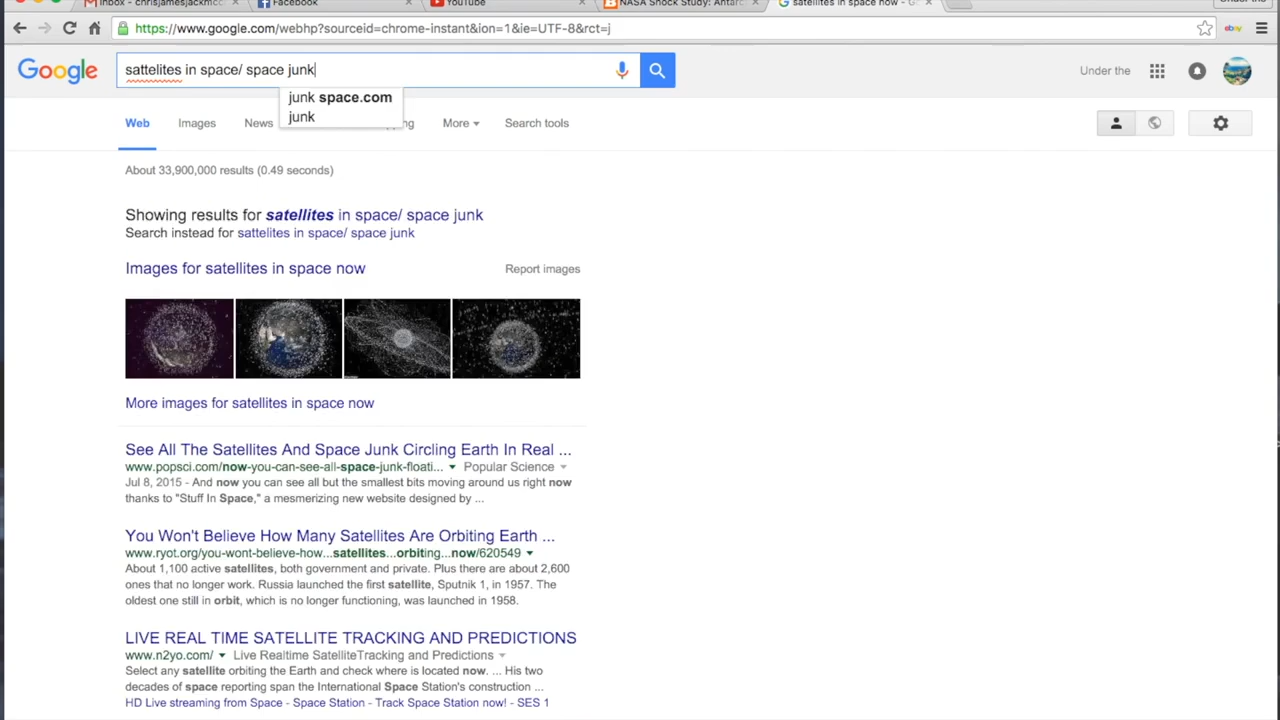 Inbox - chrisjamesjackmcc
Facebook
YouTube
NASA Shock Study: Antarc
satellites in space now - G
https://www.google.com/webhp?sourceid=chrome-instant&ion=1&ie=UTF-8&rct=j
ebay
Google
sattelites in space/ space junk
Under the
junk space.com
junk
Web
Images
News
More
Search tools
About 33,900,000 results (0.49 seconds)
Showing results for satellites in space/ space junk
Search instead for sattelites in space/ space junk
Images for satellites in space now
Report images
More images for satellites in space now
See All The Satellites And Space Junk Circling Earth In Real ...
www.popsci.com/now-you-can-see-all-space-junk-floati... Popular Science
Jul 8, 2015 - And now you can see all but the smallest bits moving around us right now
thanks to "Stuff In Space," a mesmerizing new website designed by ...
You Won't Believe How Many Satellites Are Orbiting Earth ...
www.ryot.org/you-wont-believe-how...satellites...orbiting...now/620549
About 1,100 active satellites, both government and private. Plus there are about 2,600
ones that no longer work. Russia launched the first satellite, Sputnik 1, in 1957. The
oldest one still in orbit, which is no longer functioning, was launched in 1958.
LIVE REAL TIME SATELLITE TRACKING AND PREDICTIONS
www.n2yo.com/ Live Realtime SatelliteTracking and Predictions
Select any satellite orbiting the Earth and check where is located now. ... His two
decades of space reporting span the International Space Station's construction ...
HD Live streaming from Space - Space Station - Track Space Station now! - SES 1